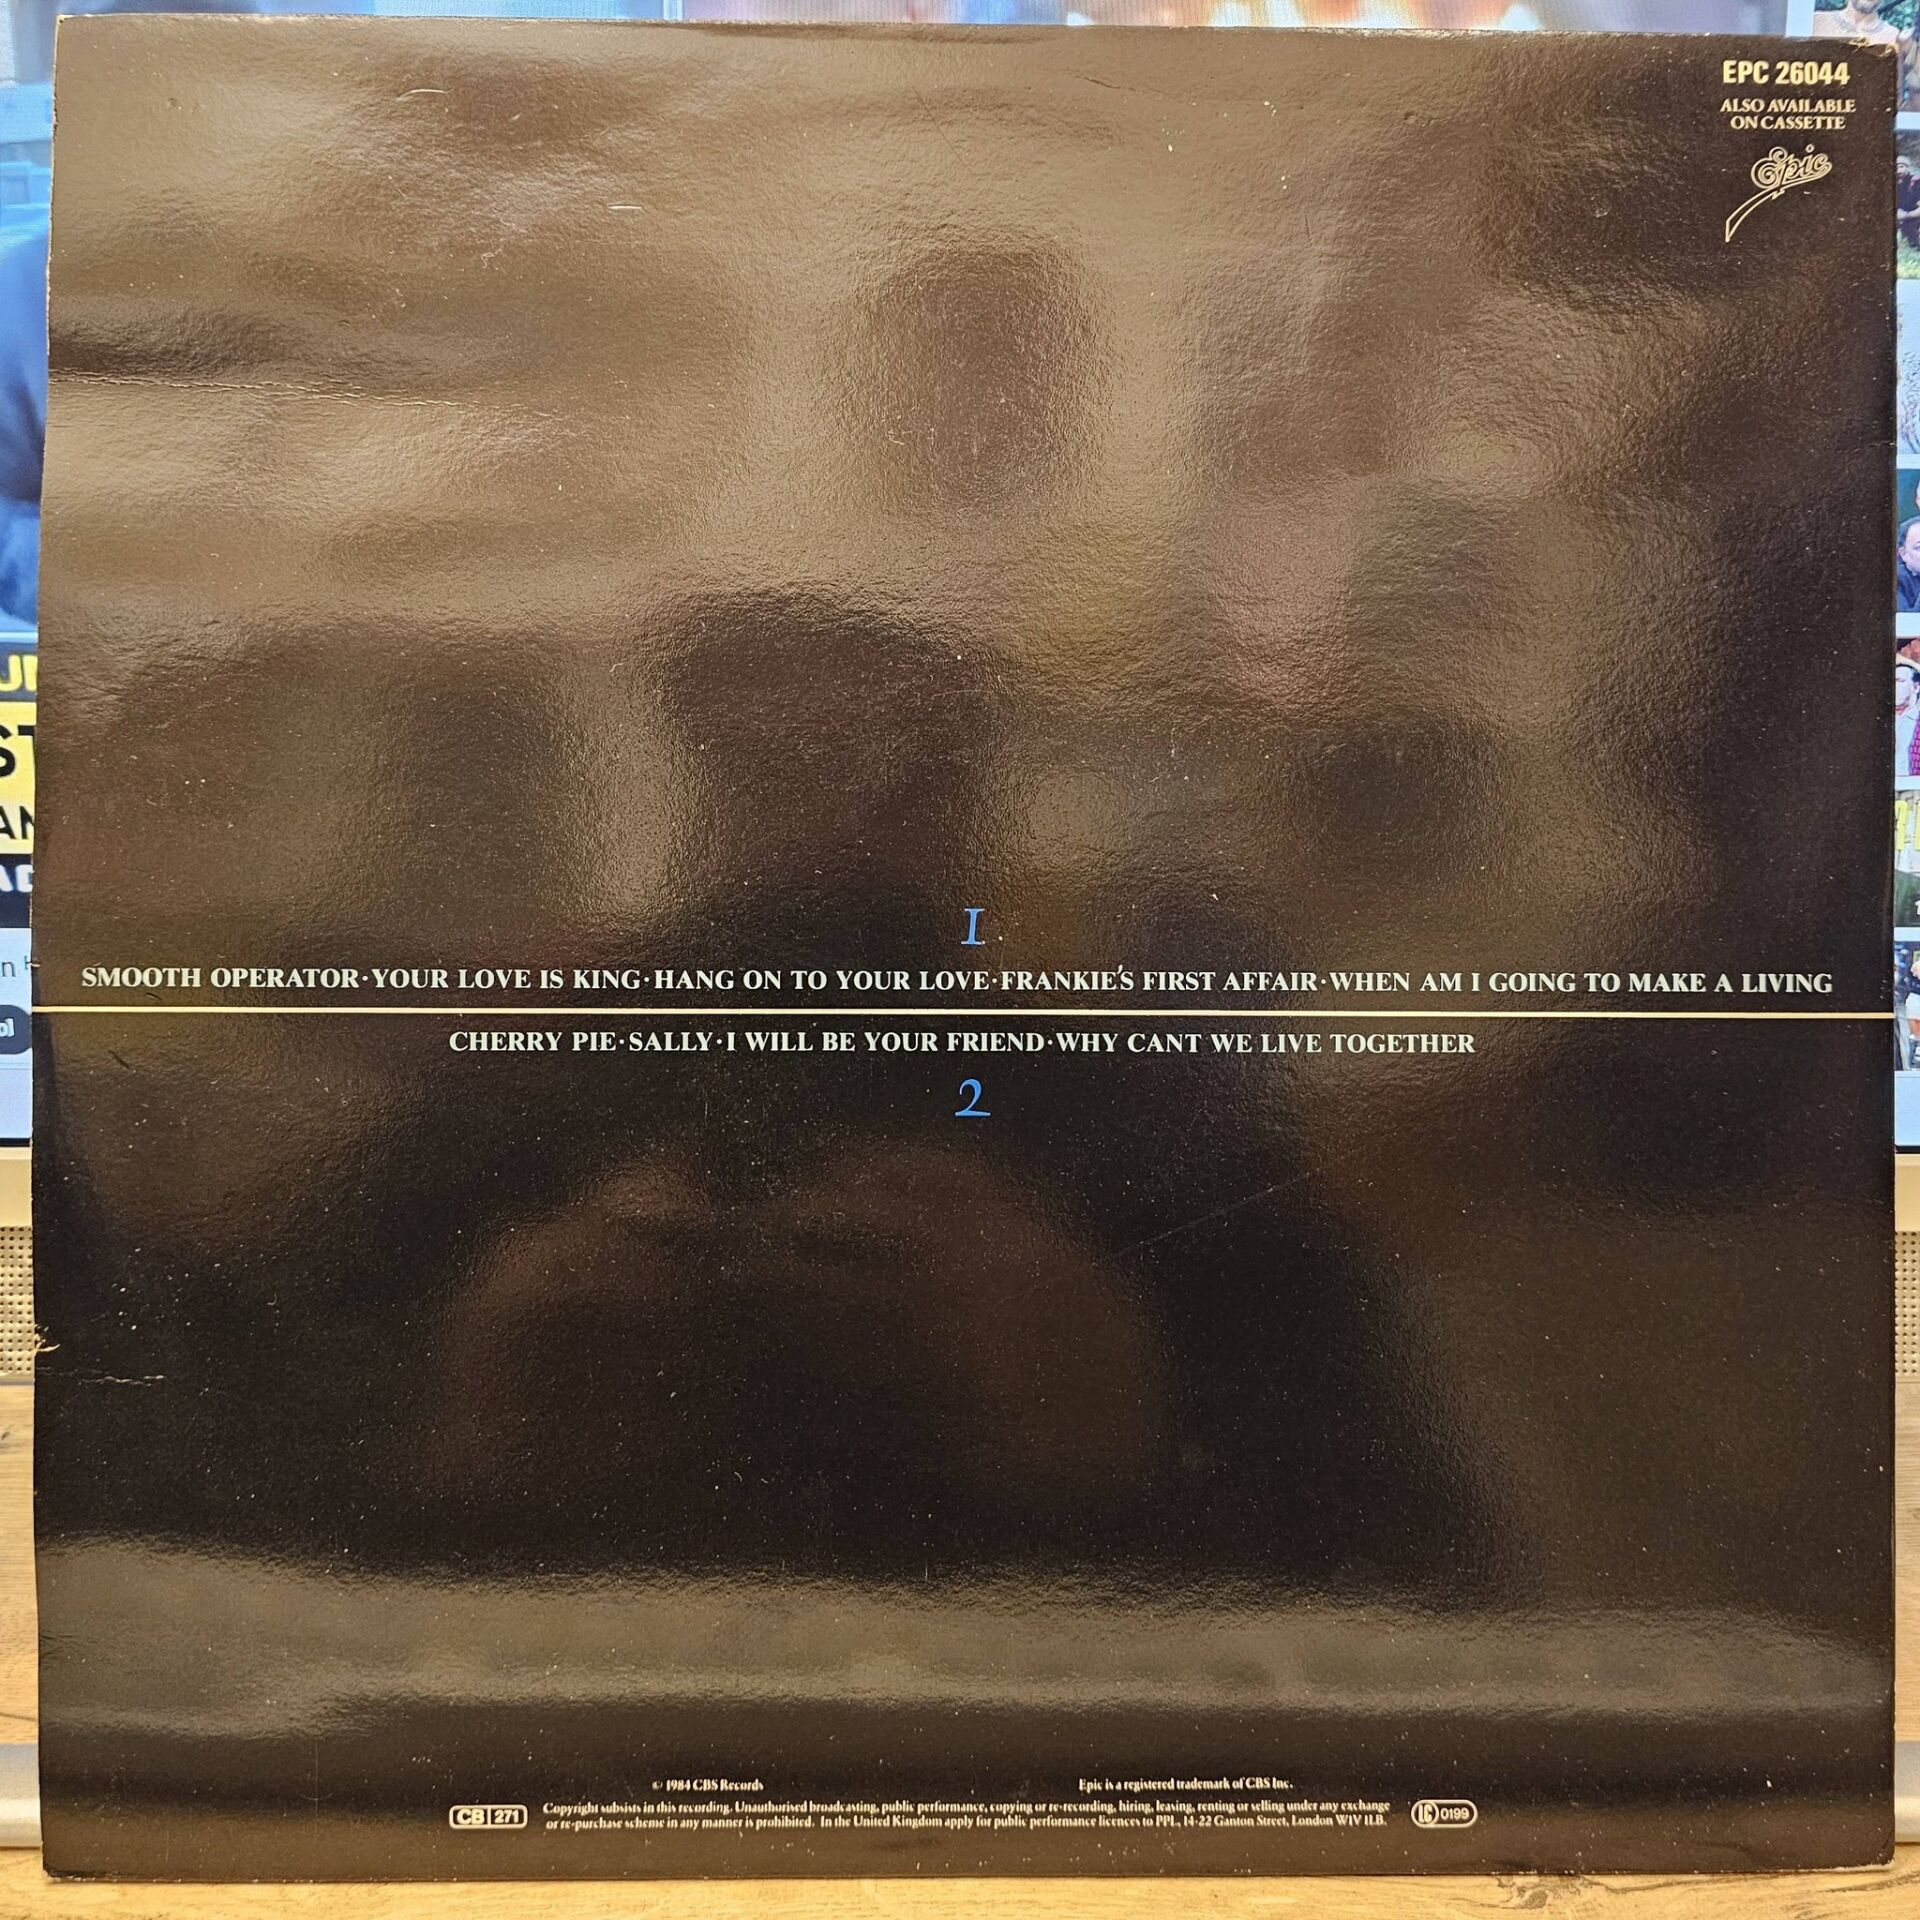 EPC 26044
ALSO AVAILABLE
ON CASSETTE
Epic
1
SMOOTH OPERATOR·YOUR LOVE IS KING·HANG ON TO YOUR LOVE·FRANKIE'S FIRST AFFAIR·WHEN AM I GOING TO MAKE A LIVING
CHERRY PIE·SALLY·I WILL BE YOUR FRIEND·WHY CANT WE LIVE TOGETHER
2
© 1984 CBS Records
Epic is a registered trademark of CBS Inc.
CB 271
Copyright subsists in this recording. Unauthorised broadcasting, public performance, copying or re-recording, hiring, leasing, renting or selling under any exchange
or re-purchase scheme in any manner is prohibited. In the United Kingdom apply for public performance licences to PPL, 14-22 Ganton Street, London W1V 1LB.
LC 0199